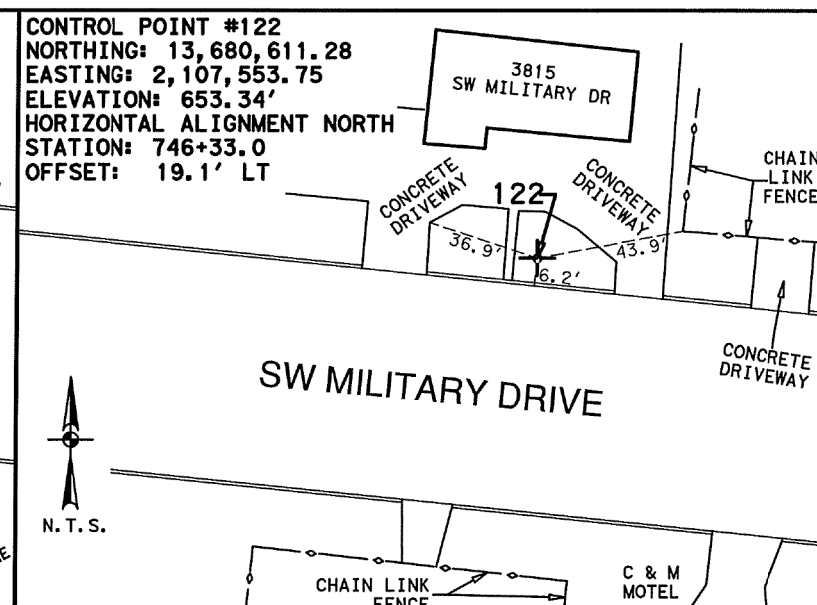 CONTROL POINT #122
NORTHING: 13,680,611.28
EASTING: 2,107,553.75
ELEVATION: 653.34'
HORIZONTAL ALIGNMENT NORTH
STATION: 746+33.0
OFFSET: 19.1' LT
3815
SW MILITARY DR
CHAIN
LINK
FENCE
CONCRETE
DRIVEWAY
122
CONCRETE
DRIVEWAY
36.9'
43.9'
6.2'
CONCRETE
DRIVEWAY
SW MILITARY DRIVE
N.T.S.
CHAIN LINK
FENCE
C & M
MOTEL